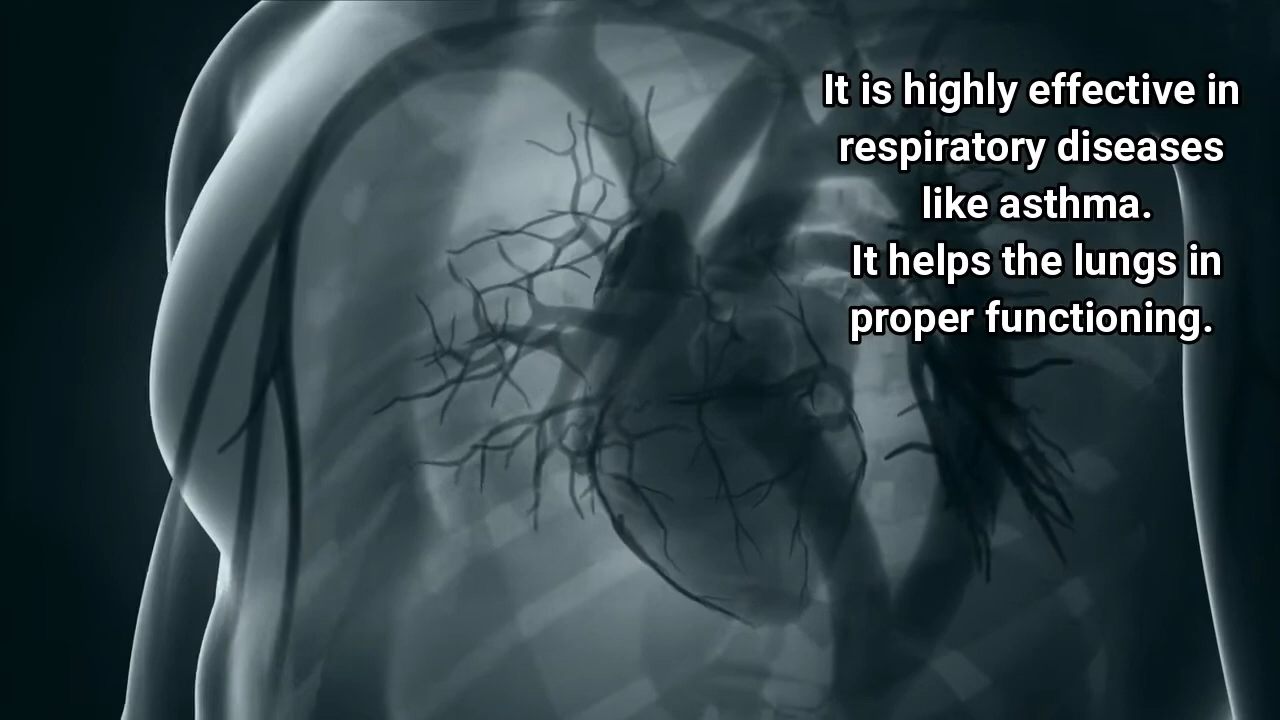 It is highly effective in
respiratory diseases
like asthma.
It helps the lungs in
proper functioning.